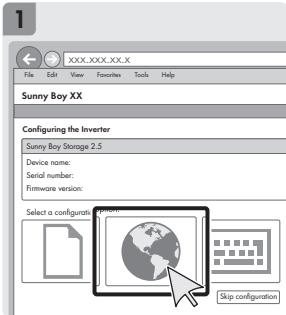 1
XXX.XXX.XX.X
File Edit View Favorites Tools Help
Sunny Boy XX
Configuring the Inverter
Sunny Boy Storage 2.5
Device name:
Serial number:
Firmware version:
Select a configuration option:
Skip configuration